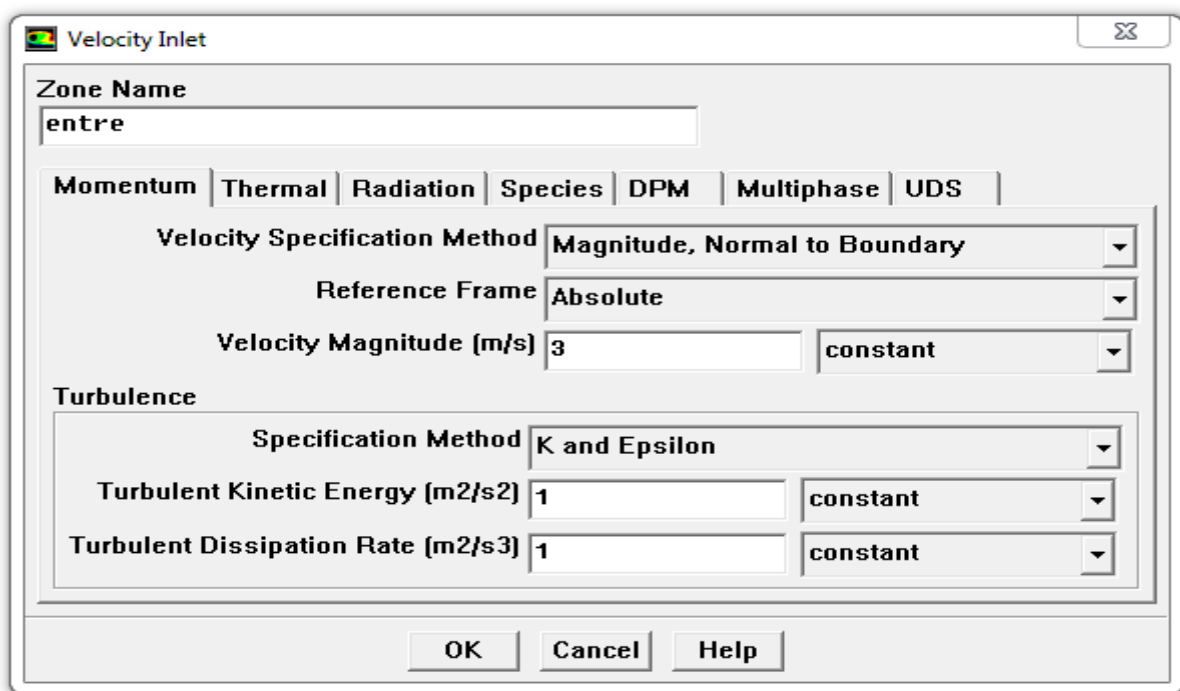 Velocity Inlet
Zone Name
entre
Momentum Thermal Radiation Species DPM Multiphase UDS
Velocity Specification Method Magnitude, Normal to Boundary
Reference Frame Absolute
Velocity Magnitude (m/s) 3 constant
Turbulence
Specification Method K and Epsilon
Turbulent Kinetic Energy (m2/s2) 1 constant
Turbulent Dissipation Rate (m2/s3) 1 constant
OK Cancel Help